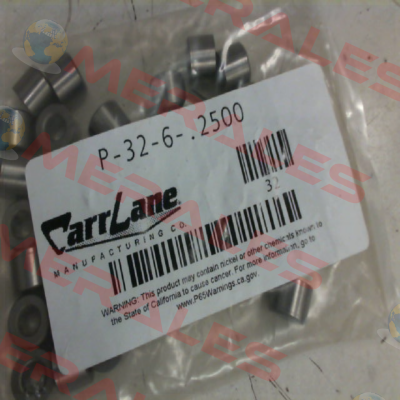 P-32-6-.2500
32
CarrLane
MANUFACTURING CO.
WARNING: This product may contain nickel or other chemicals known to
the State of California to cause cancer. For more information, go to
www.P65Warnings.ca.gov.
MERALES